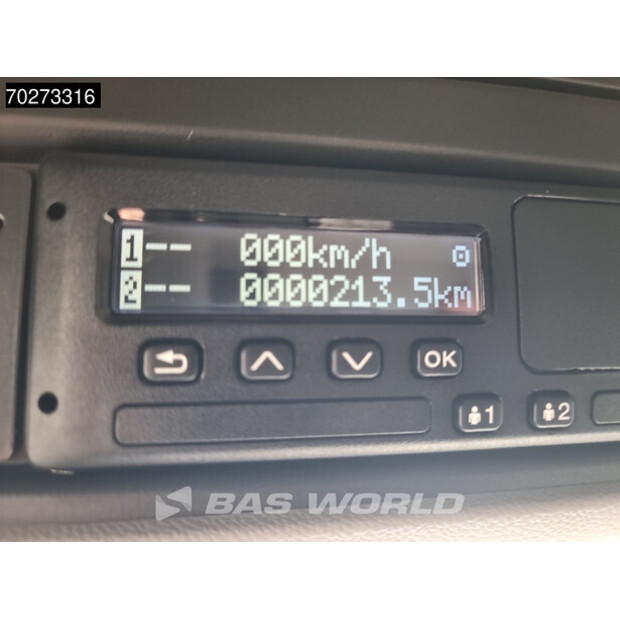 70273316
1-- 000km/h
2-- 0000213.5km
OK
1 2
BAS WORLD